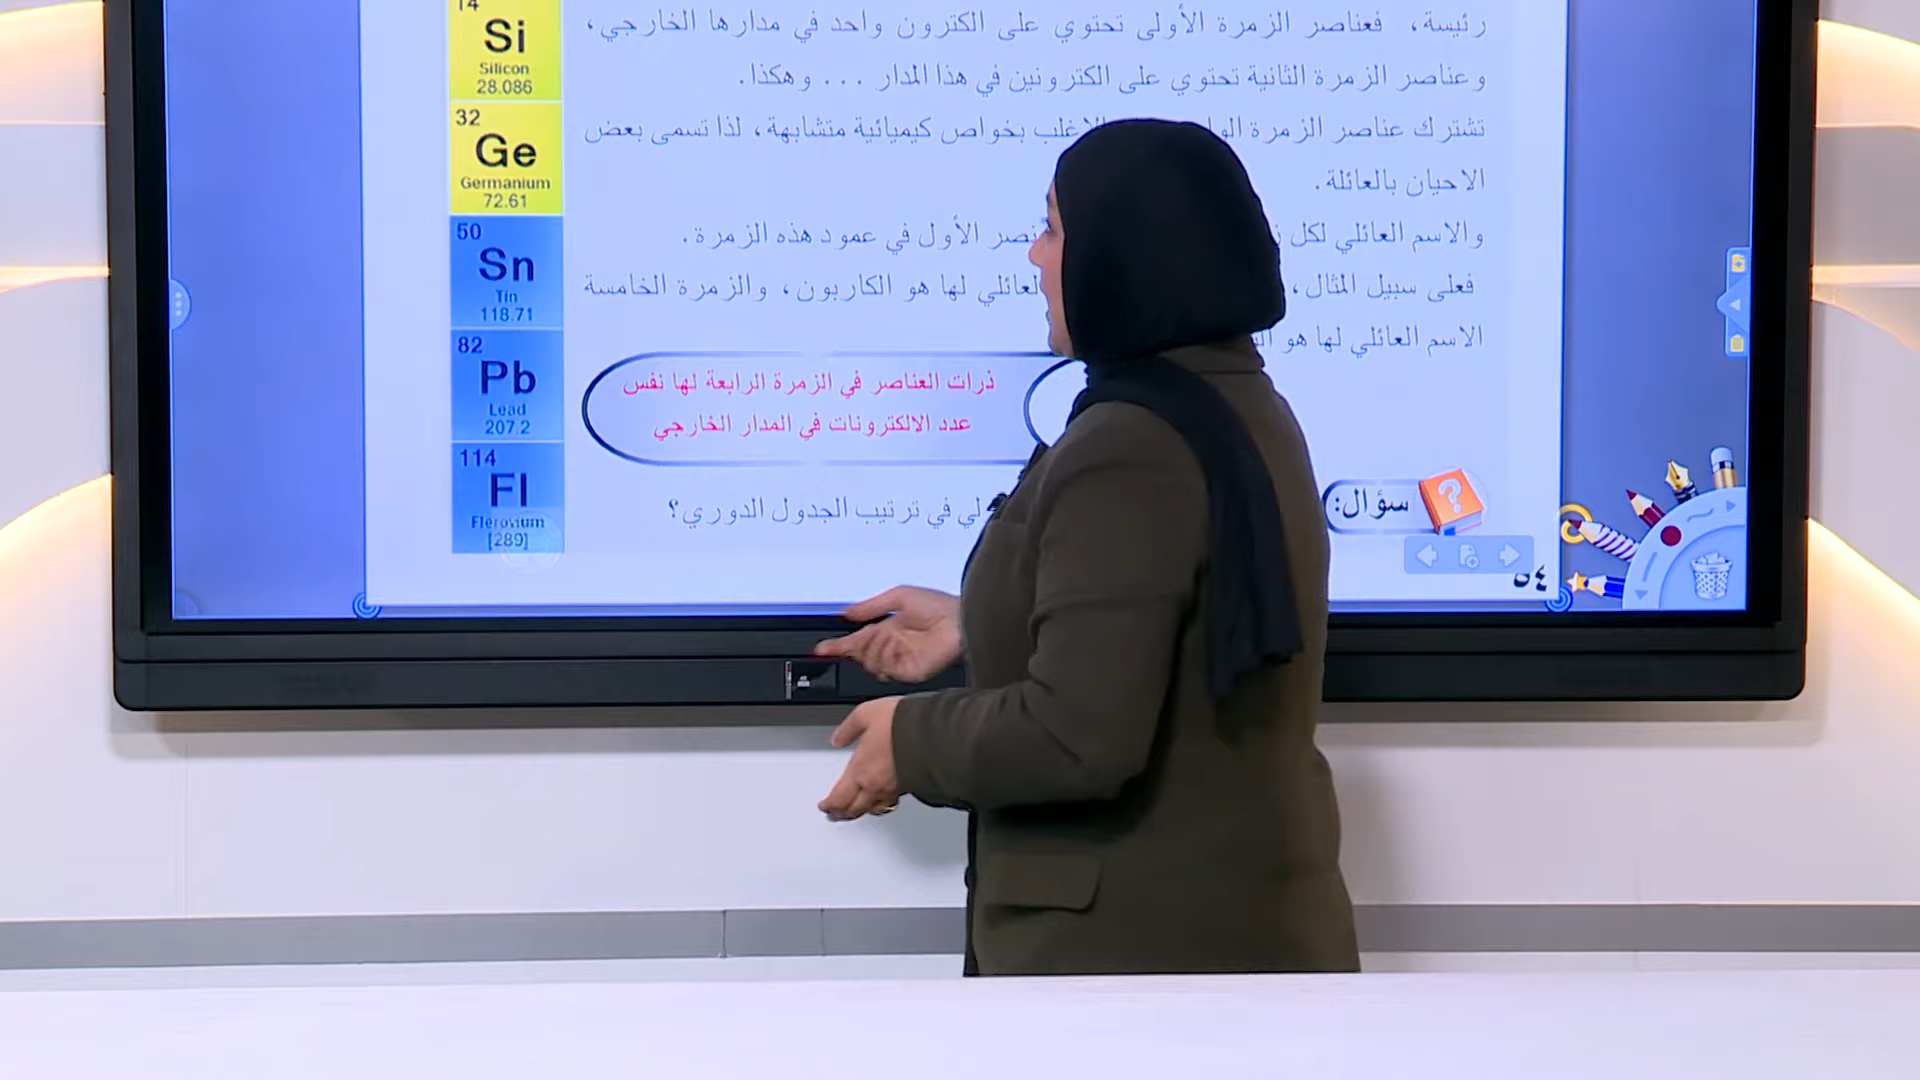 رئيسة، فعناصر الزمرة الأولى تحتوي على الكترون واحد في مدارها الخارجي،
وعناصر الزمرة الثانية تحتوي على الكترونين في هذا المدار ... وهكذا.
تشترك عناصر الزمرة الاغلب بخواص كيميائية متشابهة، لذا تسمى بعض
الاحيان بالعائلة.
والاسم العائلي لكل الأول في عمود هذه الزمرة.
فعلى سبيل المثال، لها هو الكاربون، والزمرة الخامسة
الاسم العائلي لها هو
ذرات العناصر في الزمرة الرابعة لها نفس
عدد الالكترونات في المدار الخارجي
سؤال:
في ترتيب الجدول الدوري؟
٥٤
14
Si
Silicon
28.086
32
Ge
Germanium
72.61
50
Sn
Tin
118.71
82
Pb
Lead
207.2
114
Fl
Flerovium
[289]